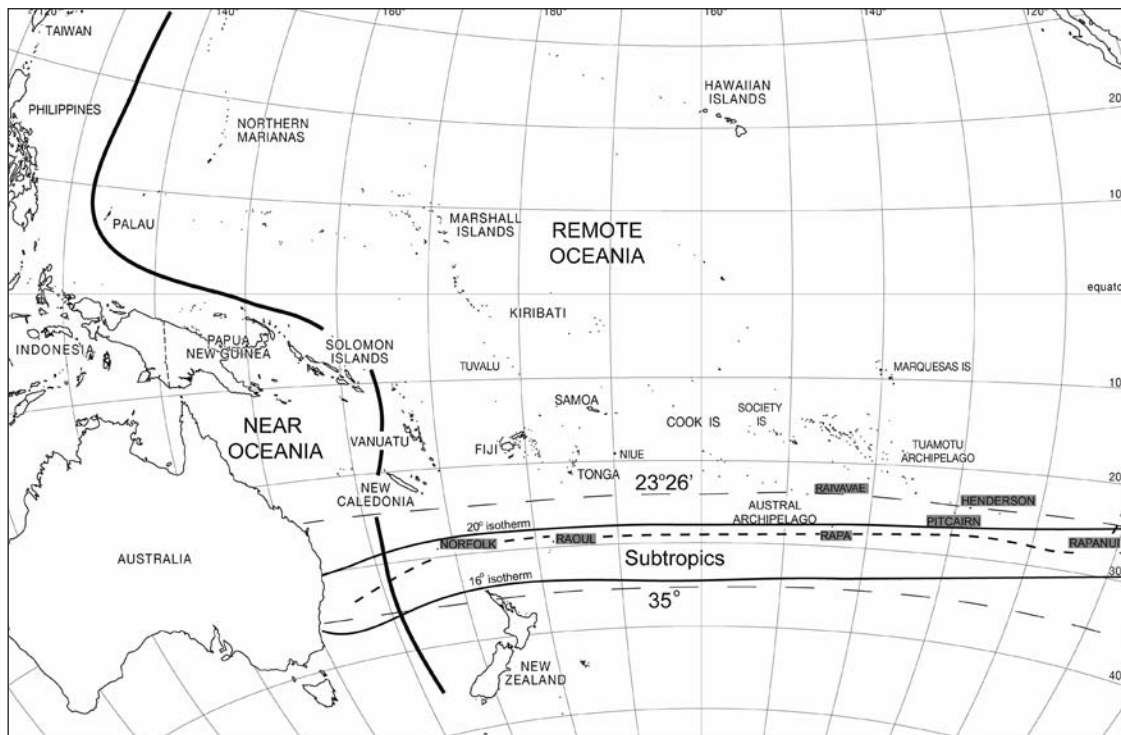 120°
140°
160°
180°
160°
140°
120°
TAIWAN
PHILIPPINES
NORTHERN
MARIANAS
HAWAIIAN
ISLANDS
20
10
PALAU
MARSHALL
ISLANDS
REMOTE
OCEANIA
equato
KIRIBATI
INDONESIA
PAPUA
NEW GUINEA
SOLOMON
ISLANDS
TUVALU
MARQUESAS IS
10
SAMOA
COOK IS
SOCIETY
IS
NEAR
OCEANIA
VANUATU
FIJI
NIUE
TONGA
TUAMOTU
ARCHIPELAGO
20
NEW
CALEDONIA
23°26'
RAIVAVAE
HENDERSON
AUSTRAL
ARCHIPELAGO
PITCAIRN
20° isotherm
NORFOLK
RAOUL
RAPA
RAPANUI
AUSTRALIA
Subtropics
16° isotherm
30
35°
NEW
ZEALAND
40